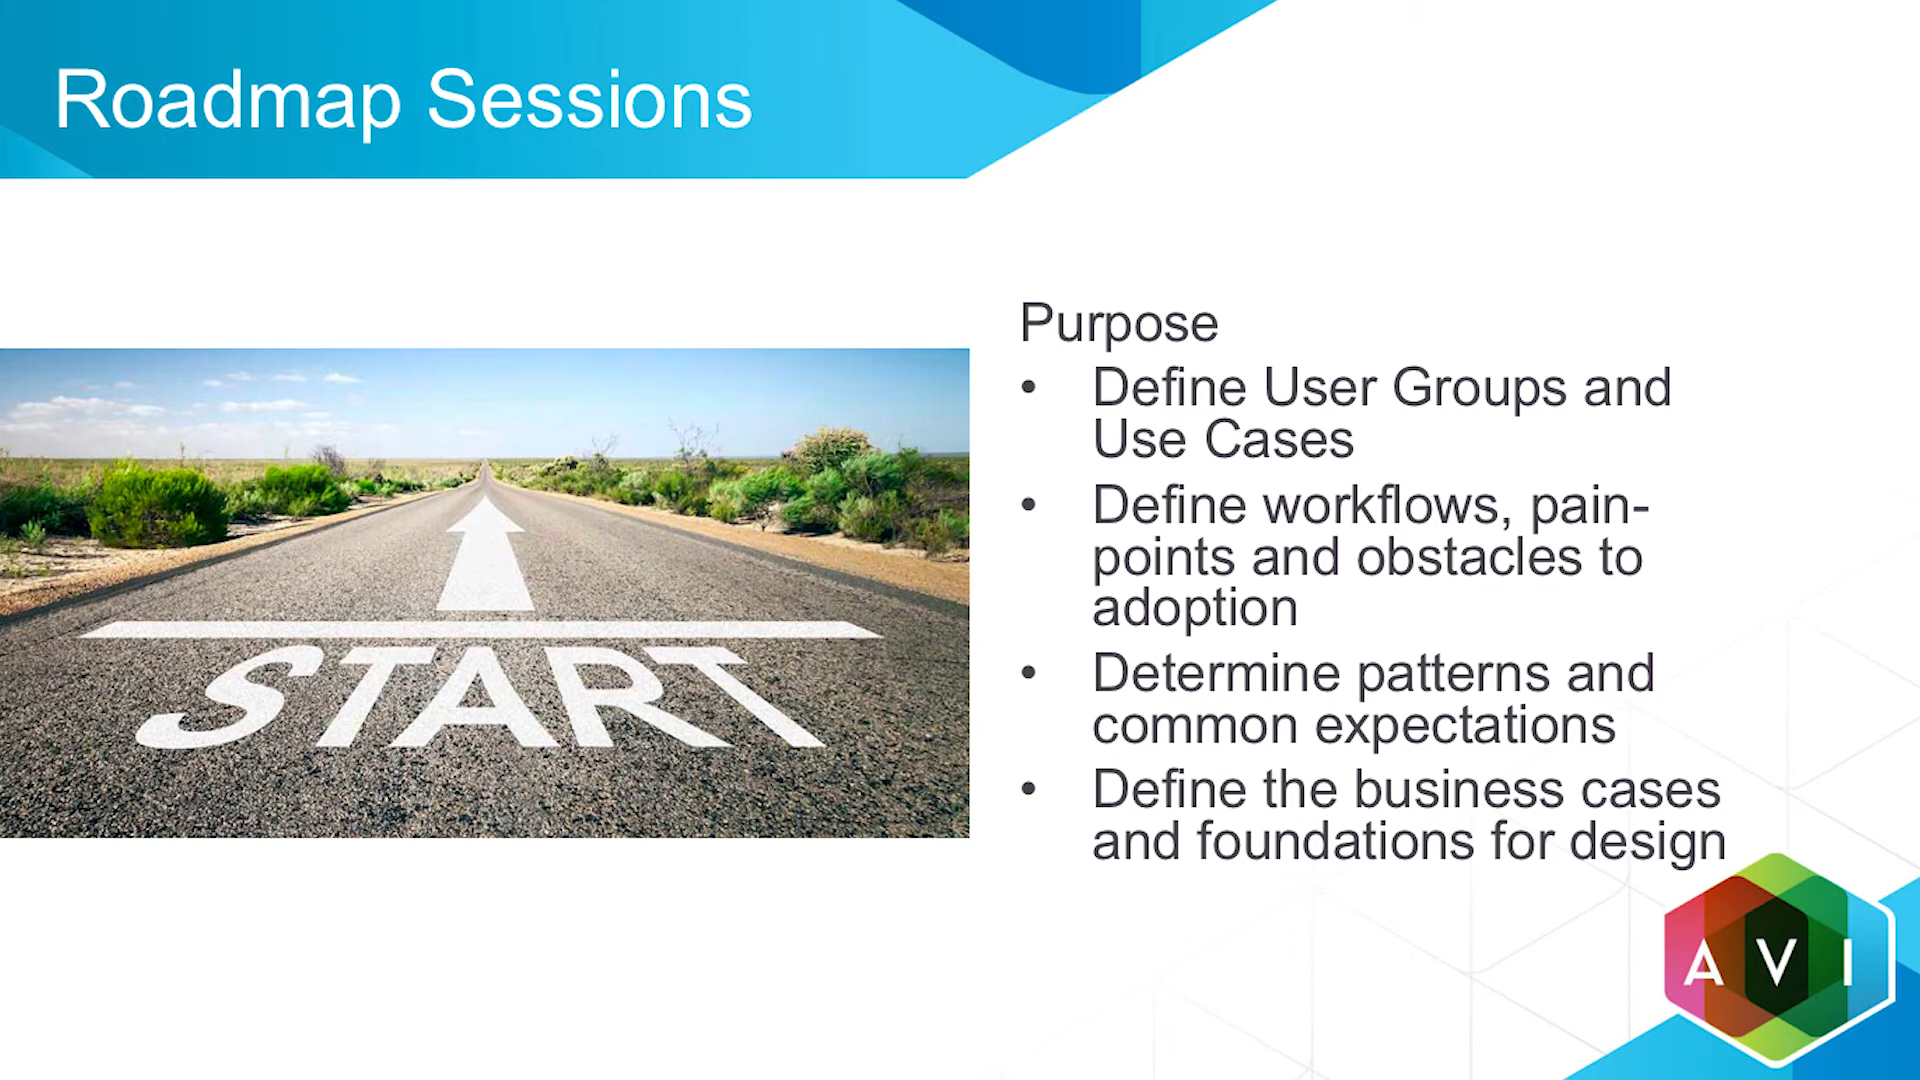 Roadmap Sessions
START
Purpose
• Define User Groups and
Use Cases
• Define workflows, pain-
points and obstacles to
adoption
• Determine patterns and
common expectations
• Define the business cases
and foundations for design
AVI